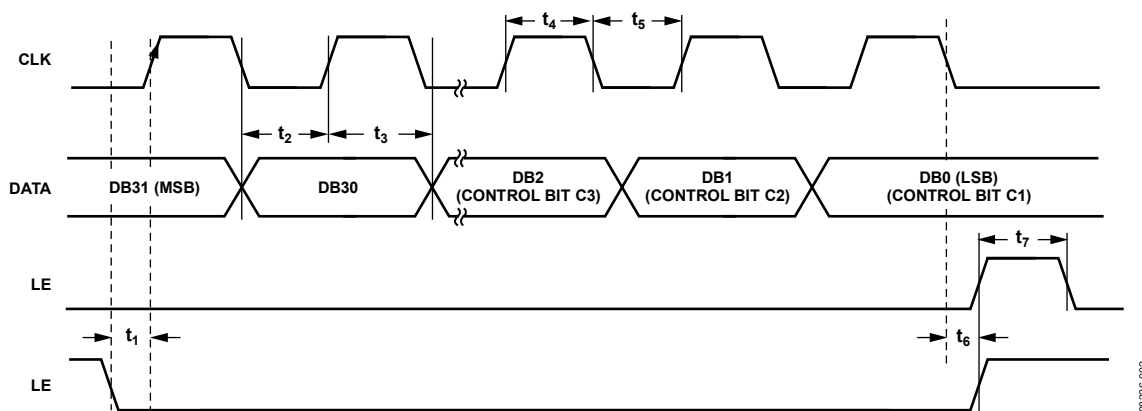 t4
t5
CLK
t2
t3
DATA
DB31 (MSB)
DB30
DB2
(CONTROL BIT C3)
DB1
(CONTROL BIT C2)
DB0 (LSB)
(CONTROL BIT C1)
t7
LE
t1
t6
LE